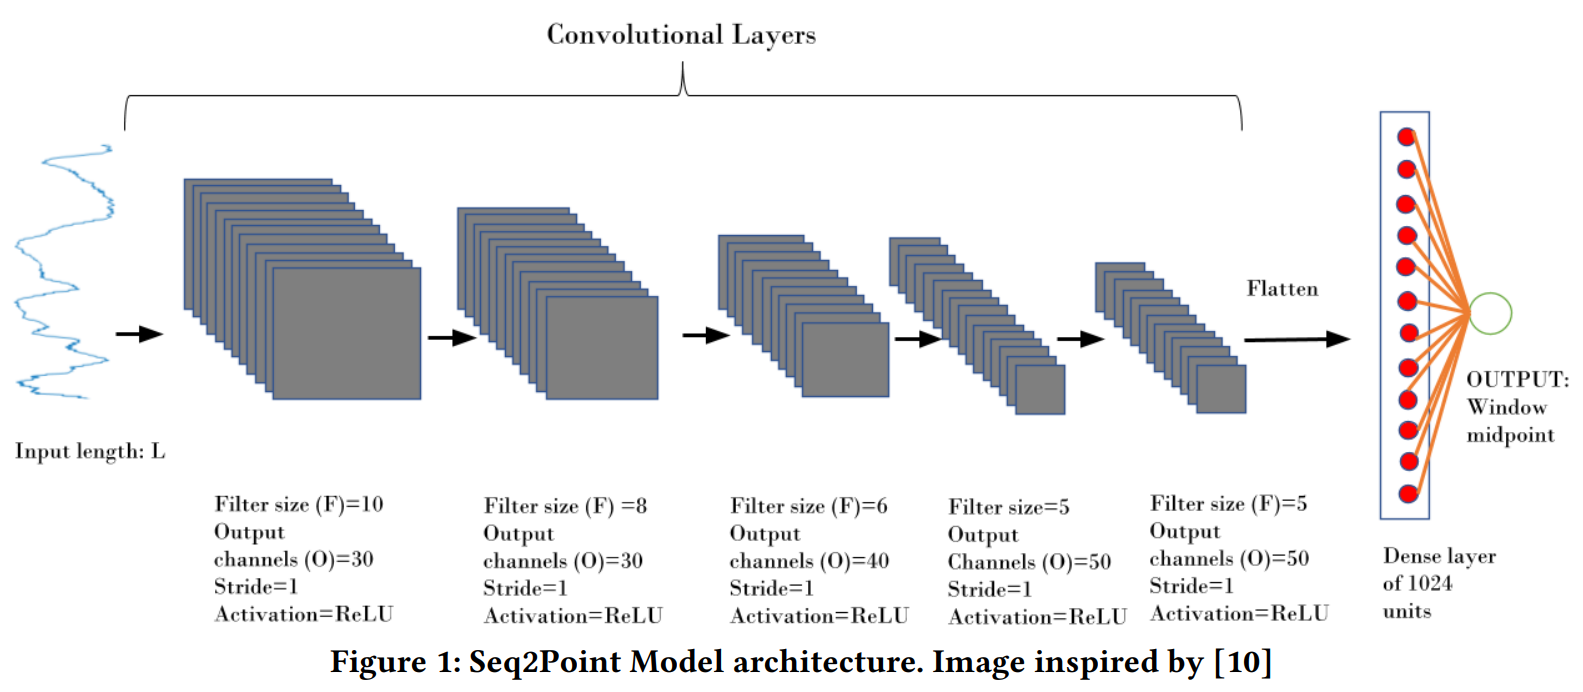 Convolutional Layers
Input length: L
Filter size (F)=10
Output
channels (O)=30
Stride=1
Activation=ReLU
Filter size (F) =8
Output
channels (O)=30
Stride=1
Activation=ReLU
Filter size (F)=6
Output
channels (O)=40
Stride=1
Activation=ReLU
Filter size=5
Output
Channels (O)=50
Stride=1
Activation=ReLU
Filter size (F)=5
Output
channels (O)=50
Stride=1
Activation=ReLU
Flatten
Dense layer
of 1024
units
OUTPUT:
Window
midpoint
Figure 1: Seq2Point Model architecture. Image inspired by [10]